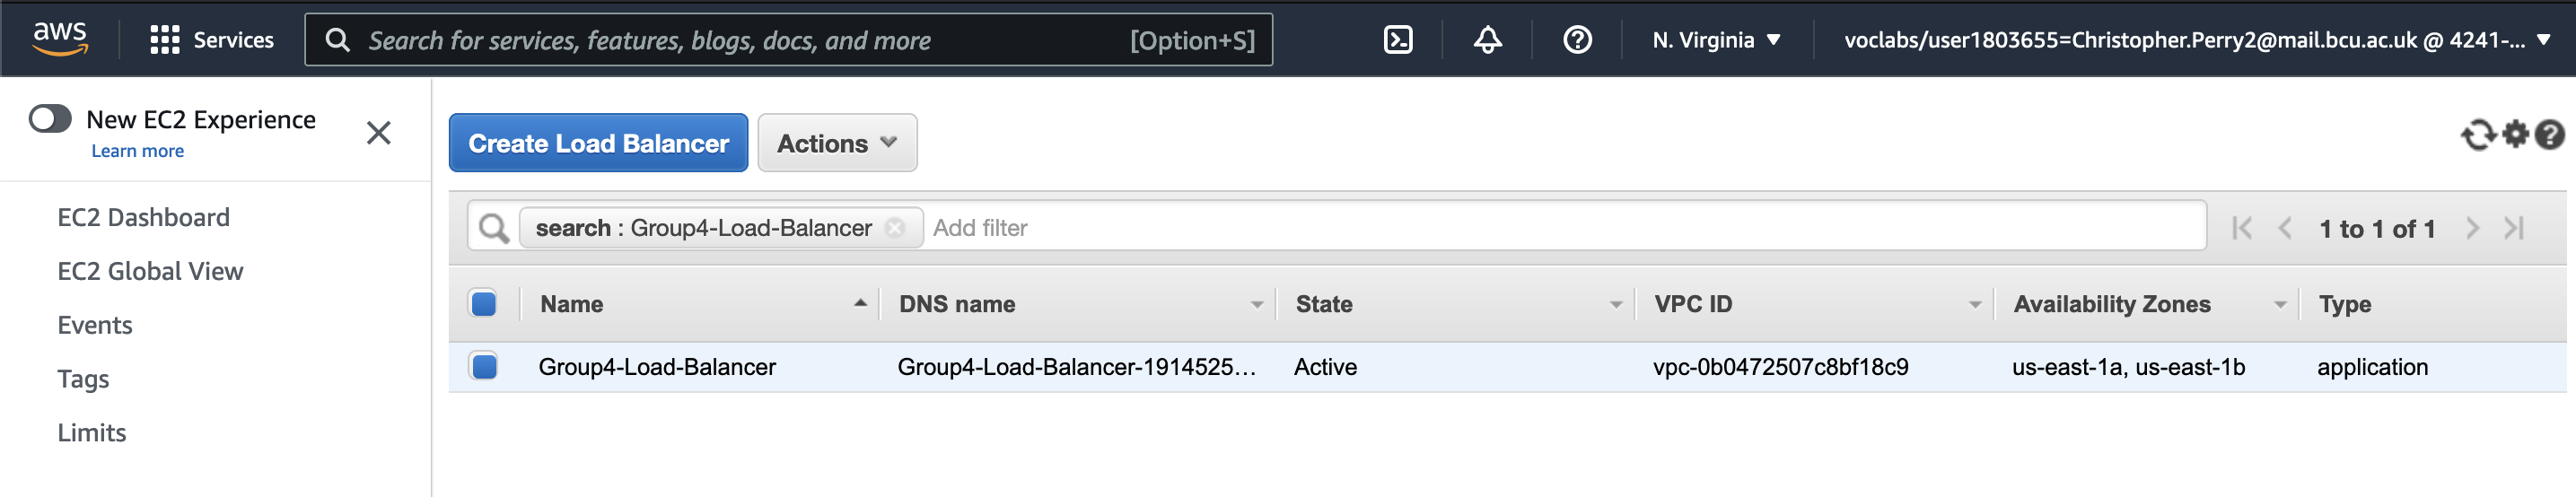 aws
Services
Search for services, features, blogs, docs, and more
[Option+S]
N. Virginia
voclabs/user1803655=Christopher.Perry2@mail.bcu.ac.uk @ 4241-...
New EC2 Experience
Learn more
EC2 Dashboard
EC2 Global View
Events
Tags
Limits
Create Load Balancer
Actions
search : Group4-Load-Balancer
Add filter
1 to 1 of 1
Name
DNS name
State
VPC ID
Availability Zones
Type
Group4-Load-Balancer
Group4-Load-Balancer-1914525...
Active
vpc-0b0472507c8bf18c9
us-east-1a, us-east-1b
application